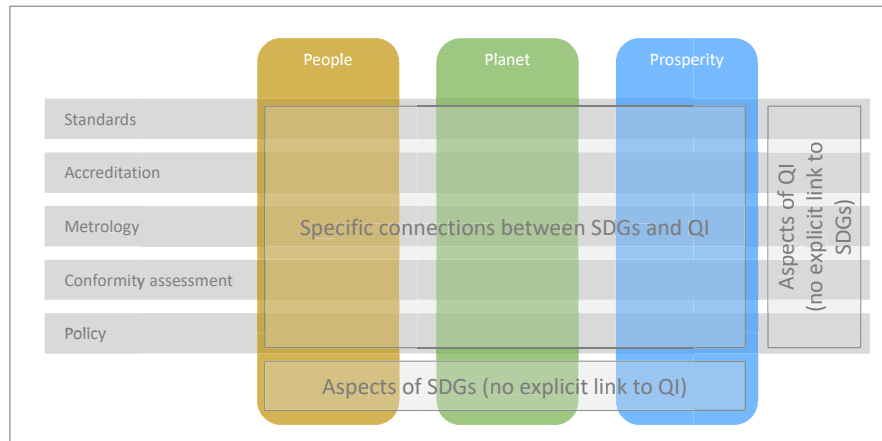 People
Planet
Prosperity
Standards
Accreditation
Metrology
Conformity assessment
Policy
Specific connections between SDGs and QI
Aspects of QI
(no explicit link to
SDGs)
Aspects of SDGs (no explicit link to QI)